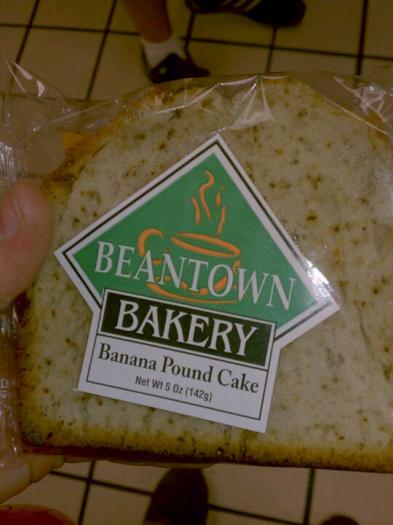 BEANTOWN
BAKERY
Banana Pound Cake
Net Wt 5 Oz (142g)